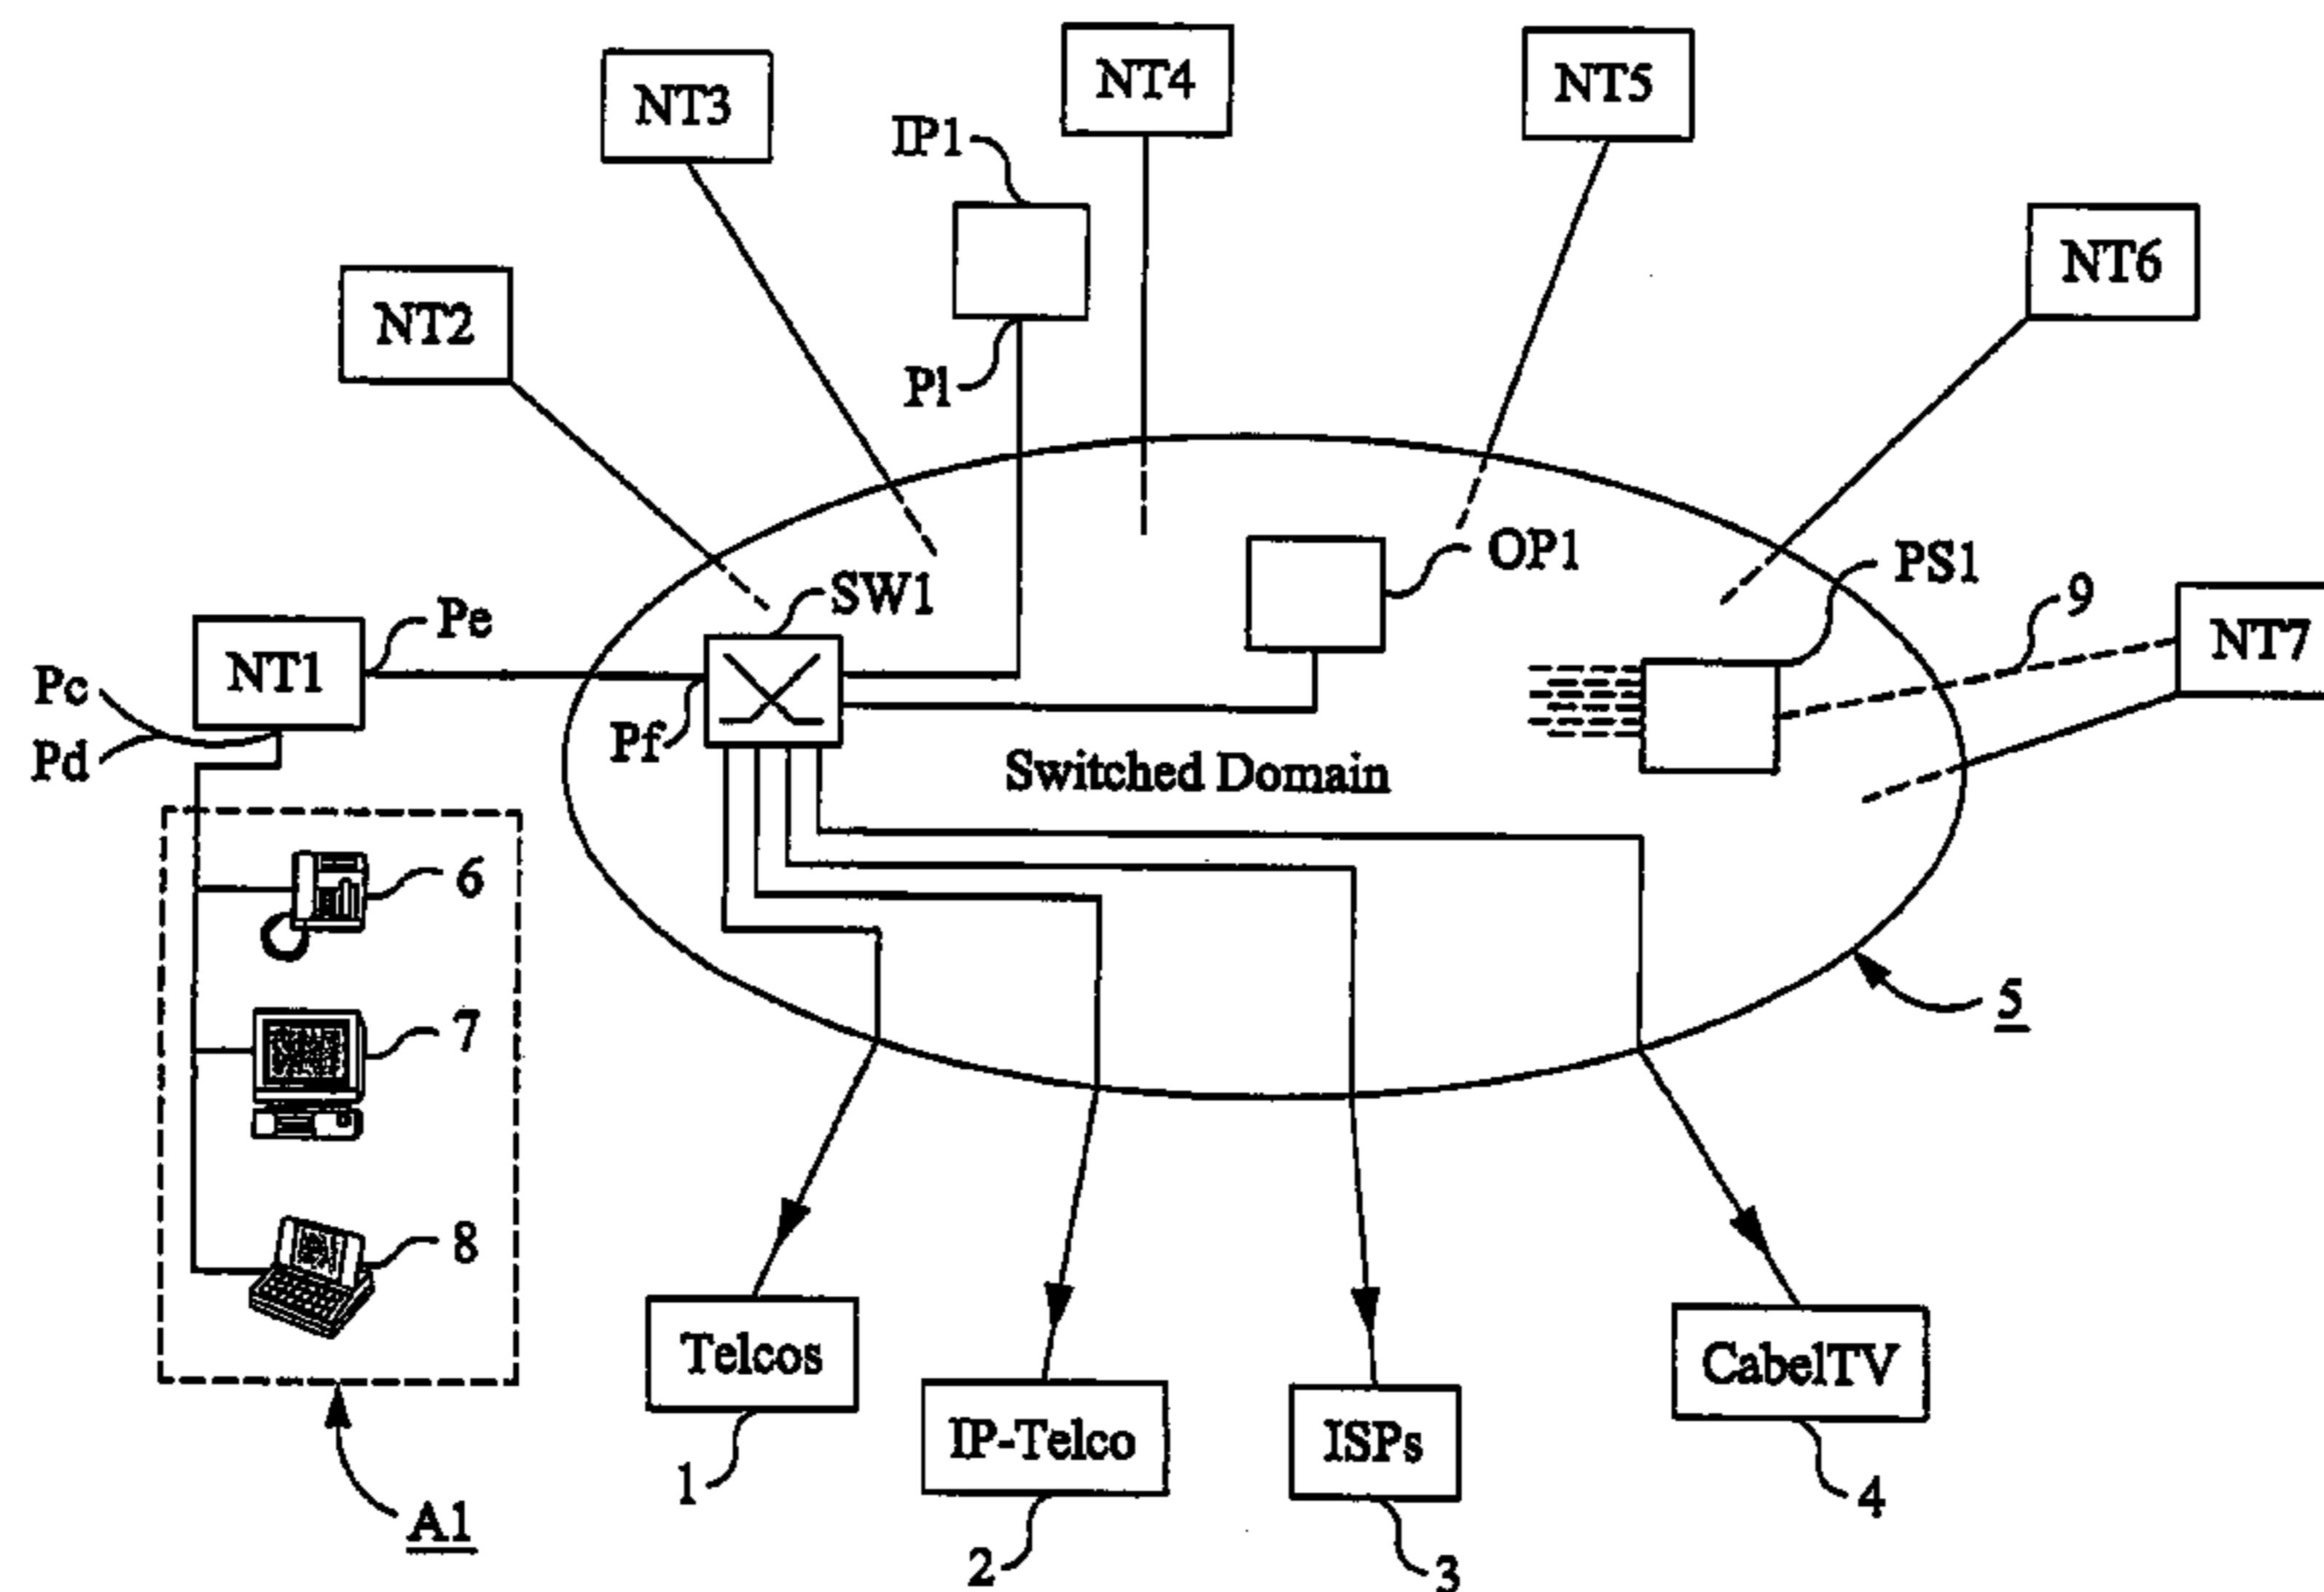 NT4
NT5
NT3
IP1
NT6
NT2
Pl
OP1
PS1
9
SW1
Pe
NT7
NT1
Pc
Pf
Pd
Switched Domain
6
5
7
8
Telcos
CabelTV
IP-Telco
ISPs
1
4
A1
2
3